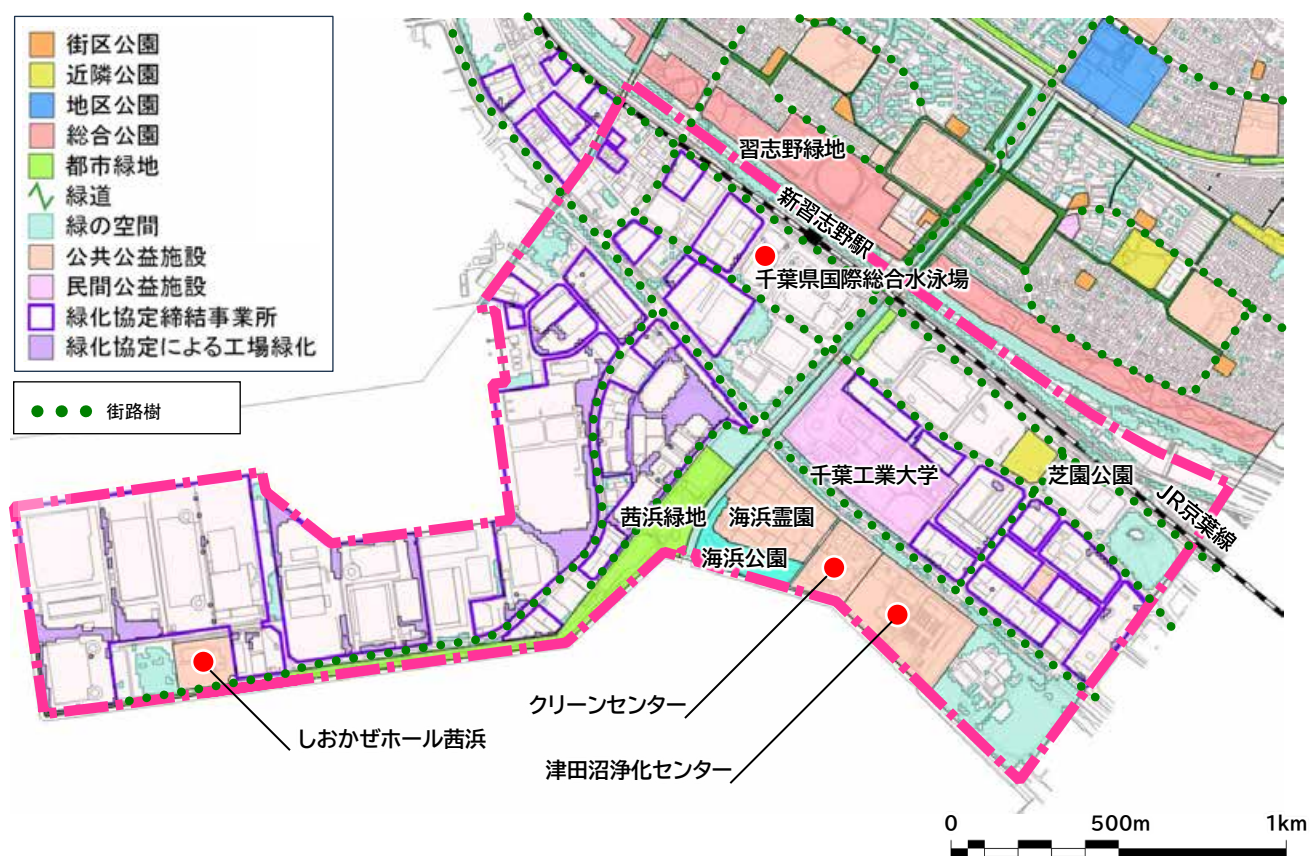 街区公園
近隣公園
地区公園
総合公園
都市緑地
緑道
緑の空間
公共公益施設
民間公益施設
緑化協定締結事業所
緑化協定による工場緑化
街路樹
習志野緑地
新習志野駅
千葉県国際総合水泳場
千葉工業大学
芝園公園
JR京葉線
茜浜緑地
海浜霊園
海浜公園
クリーンセンター
しおかぜホール茜浜
津田沼浄化センター
0 500m 1km